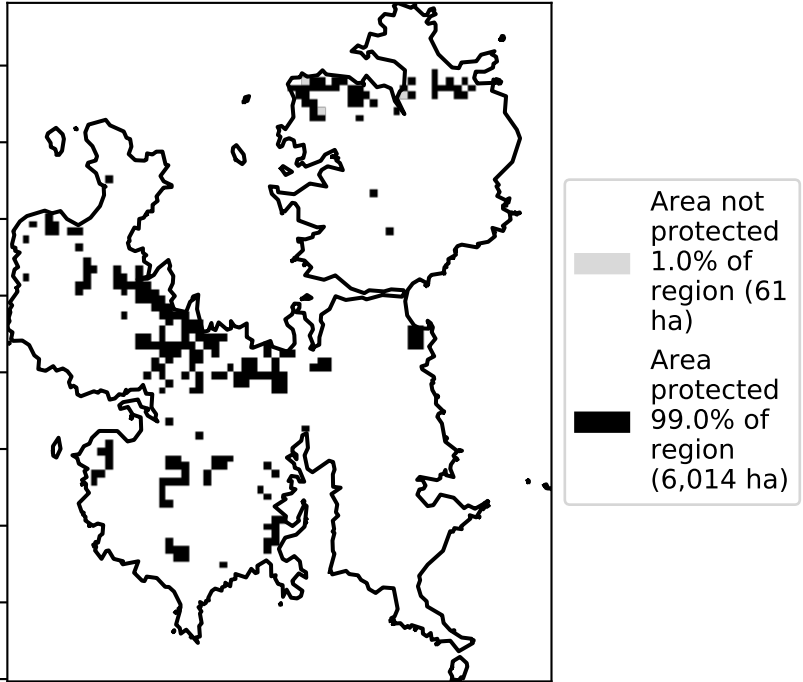 Area not
protected
1.0% of
region (61
ha)
Area
protected
99.0% of
region
(6,014 ha)